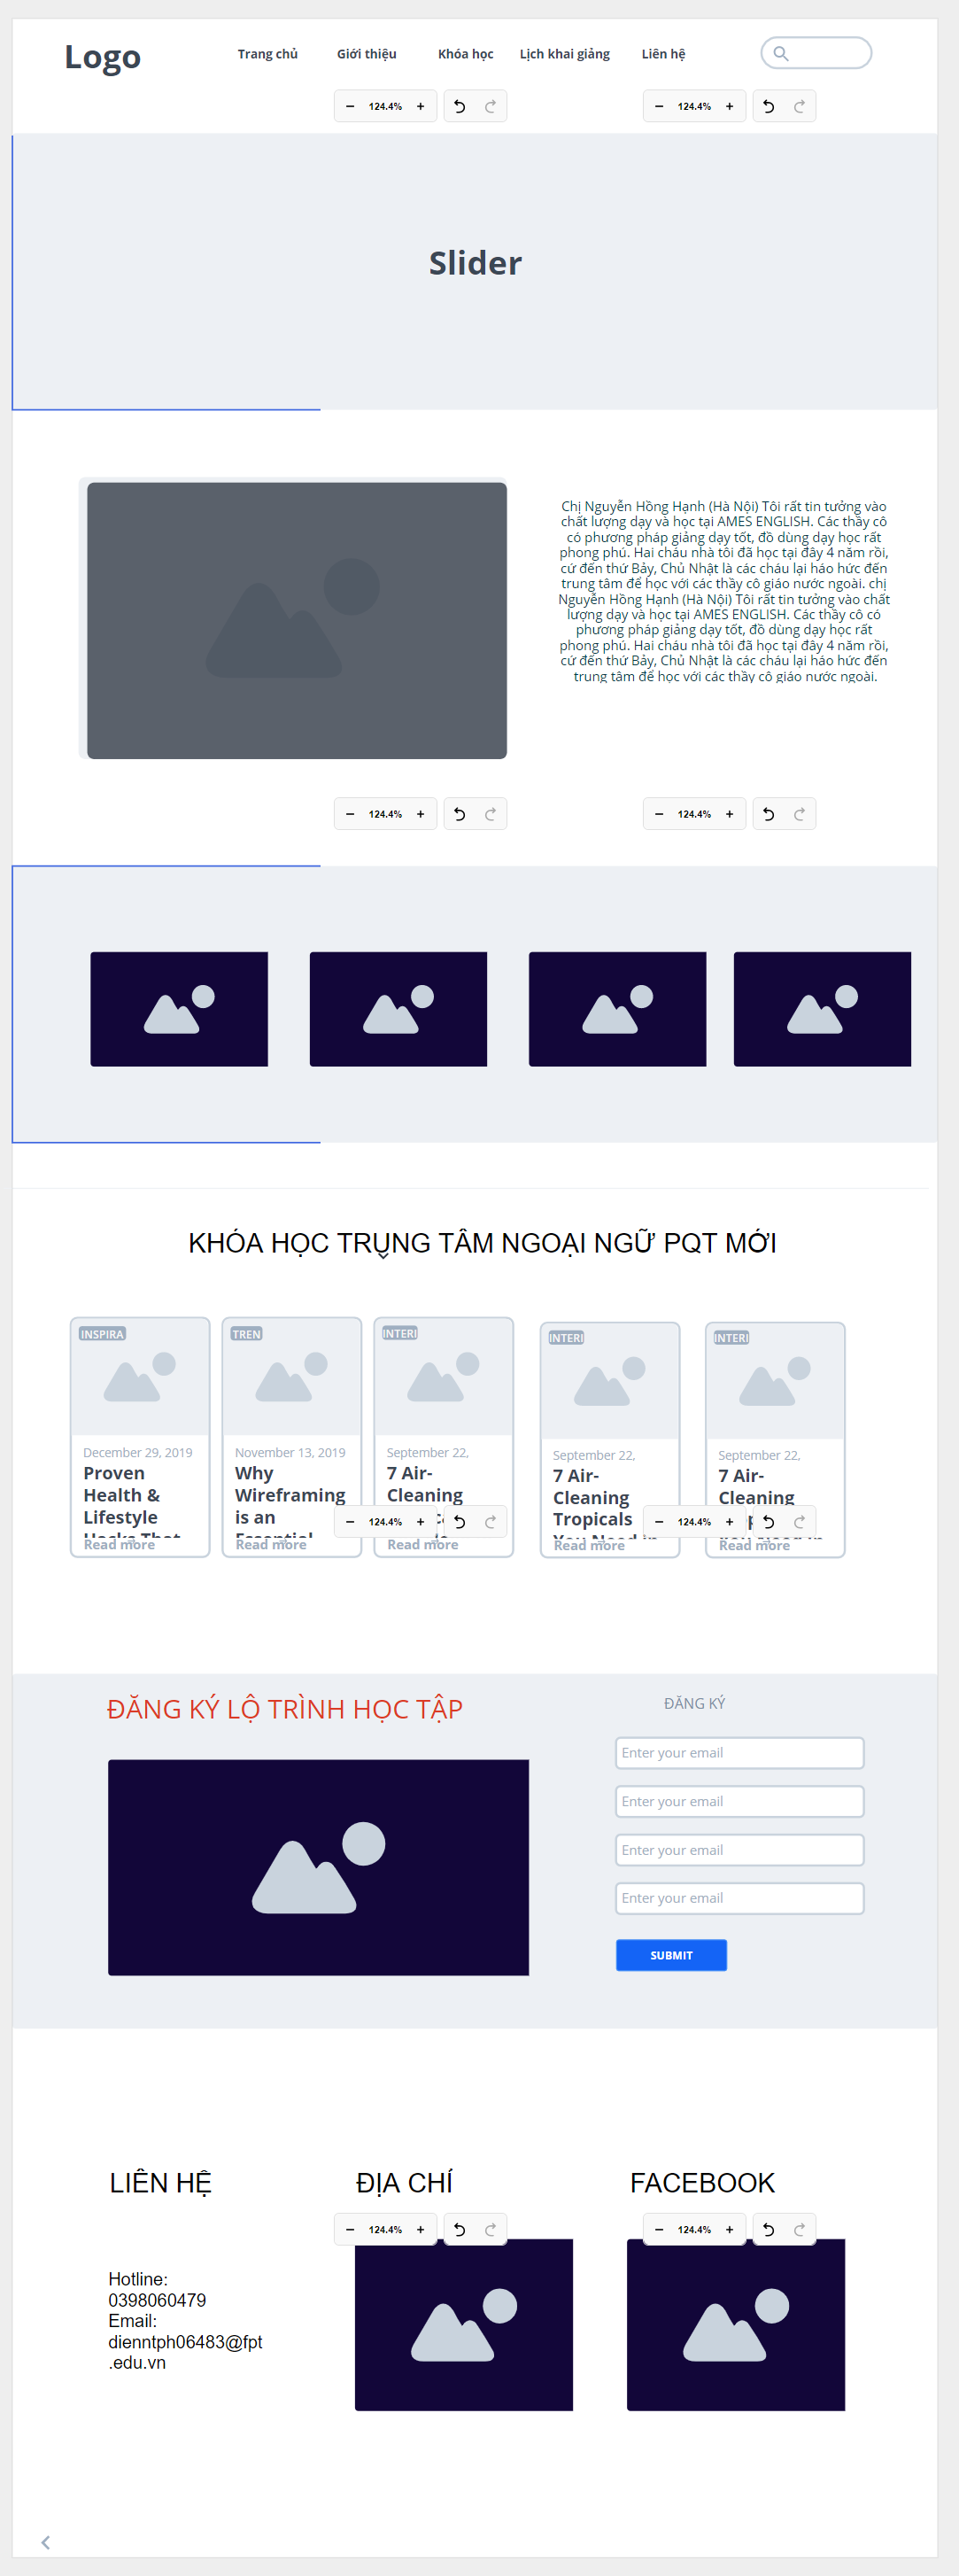 Logo
Trang chủ
Giới thiệu
Khóa học
Lịch khai giảng
Liên hệ
124.4%
124.4%
Slider
Chị Nguyễn Hồng Hạnh (Hà Nội) Tôi rất tin tưởng vào
chất lượng dạy và học tại AMES ENGLISH. Các thầy cô
có phương pháp giảng dạy tốt, đồ dùng dạy học rất
phong phú. Hai cháu nhà tôi đã học tại đây 4 năm rồi,
cứ đến thứ Bảy, Chủ Nhật là các cháu lại háo hức đến
trung tâm để học với các thầy cô giáo nước ngoài. chị
Nguyễn Hồng Hạnh (Hà Nội) Tôi rất tin tưởng vào chất
lượng dạy và học tại AMES ENGLISH. Các thầy cô có
phương pháp giảng dạy tốt, đồ dùng dạy học rất
phong phú. Hai cháu nhà tôi đã học tại đây 4 năm rồi,
cứ đến thứ Bảy, Chủ Nhật là các cháu lại háo hức đến
trung tâm để học với các thầy cô giáo nước ngoài.
124.4%
124.4%
KHÓA HỌC TRUNG TÂM NGOẠI NGỮ PQT MỚI
INSPIRA
December 29, 2019
Proven
Health &
Lifestyle
Hacks That
Read more
TREN
November 13, 2019
Why
Wireframing
is an
Essential
Read more
INTERI
September 22,
7 Air-
Cleaning
Read more
INTERI
September 22,
7 Air-
Cleaning
Tropicals
You Need in
Read more
INTERI
September 22,
7 Air-
Cleaning
You Need in
Read more
124.4%
124.4%
ĐĂNG KÝ LỘ TRÌNH HỌC TẬP
ĐĂNG KÝ
Enter your email
Enter your email
Enter your email
Enter your email
SUBMIT
LIÊN HỆ
ĐỊA CHỈ
FACEBOOK
124.4%
124.4%
Hotline:
0398060479
Email:
dienntph06483@fpt
.edu.vn